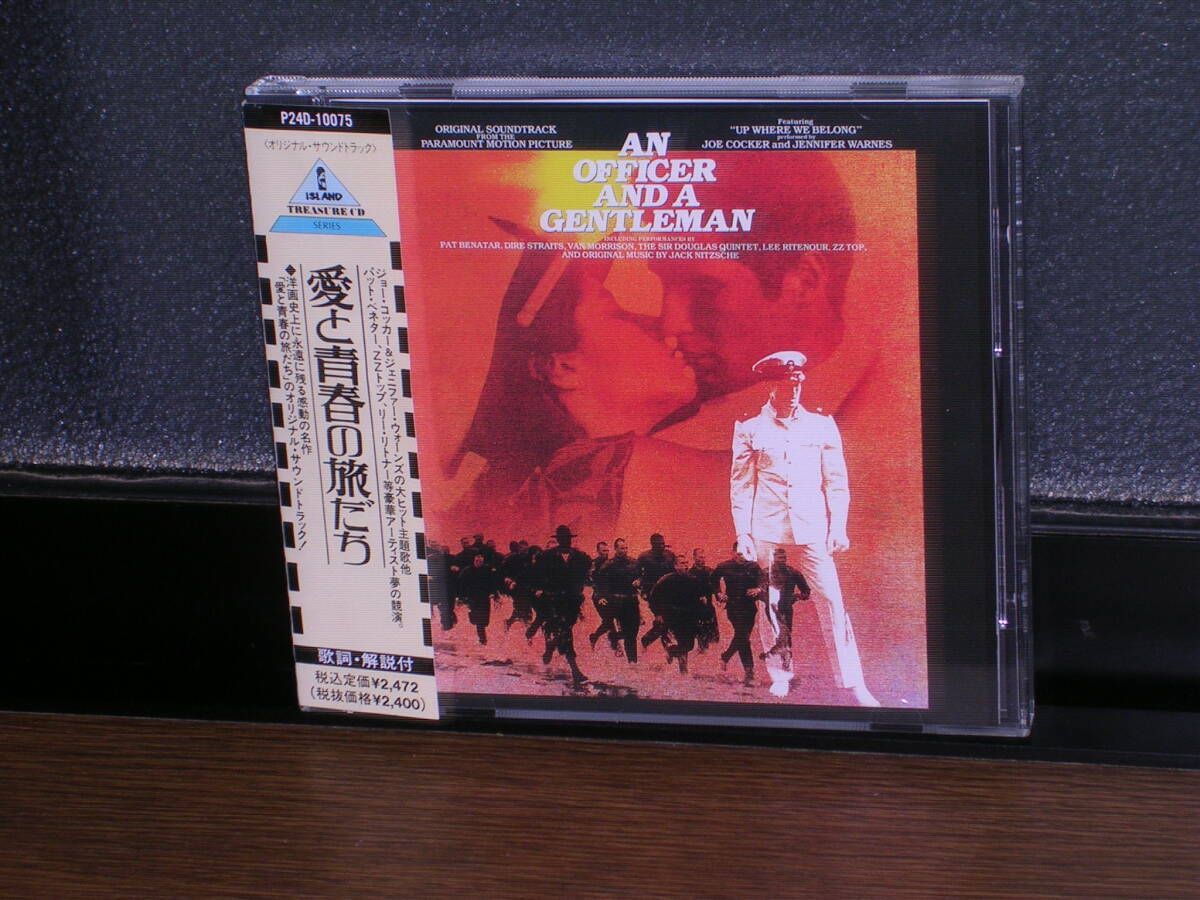 P24D-10075
〈オリジナル・サウンドトラック〉
ISLAND
TREASURE CD
SERIES
ジョー・コッカー&ジェニファー・ウォーンズの大ヒット主題歌他
パット・ベネター、ZZトップ、リー・リトナー等豪華アーティスト夢の競演。
愛と青春の旅だち
◆洋画史上に永遠に残る感動の名作
「愛と青春の旅だち」のオリジナル・サウンドトラック!
歌詞・解説付
税込定価¥2,472
(税抜価格¥2,400)
ORIGINAL SOUNDTRACK
FROM THE
PARAMOUNT MOTION PICTURE
Featuring
"UP WHERE WE BELONG"
performed by
JOE COCKER and JENNIFER WARNES
AN
OFFICER
AND A
GENTLEMAN
INCLUDING PERFORMANCES BY
PAT BENATAR, DIRE STRAITS, VAN MORRISON, THE SIR DOUGLAS QUINTET, LEE RITENOUR, ZZ TOP,
AND ORIGINAL MUSIC BY JACK NITZSCHE